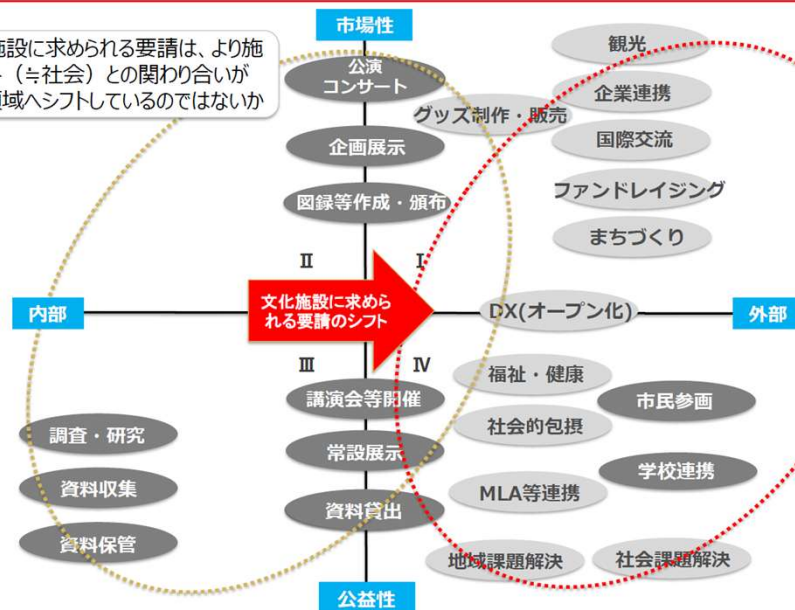 市場性
施設に求められる要請は、より施
(≒社会)との関わり合いが
領域へシフトしているのではないか
公演
コンサート
観光
企業連携
グッズ制作・販売
企画展示
国際交流
図録等作成・頒布
ファンドレイジング
まちづくり
Ⅱ
Ⅰ
内部
文化施設に求めら
れる要請のシフト
DX(オープン化)
外部
Ⅲ
Ⅳ
福祉・健康
講演会等開催
市民参画
社会的包摂
調査・研究
常設展示
学校連携
資料収集
MLA等連携
資料貸出
資料保管
地域課題解決
社会課題解決
公益性